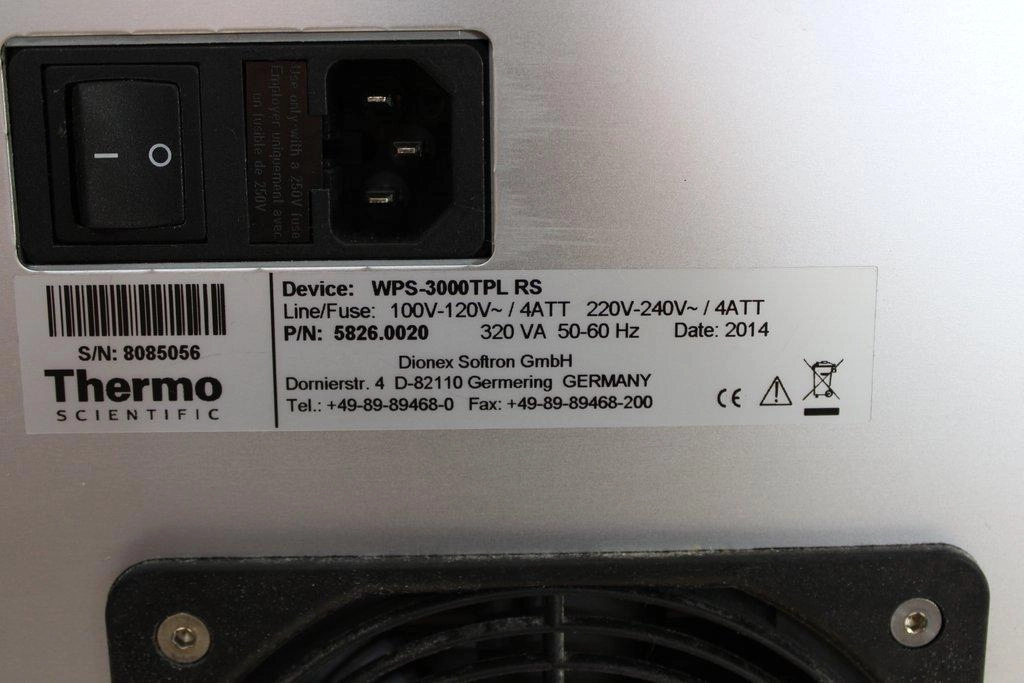 I O
Use only with a 250V fuse
Employer uniquement avec
un fusible de 250V
S/N: 8085056
Thermo
SCIENTIFIC
Device: WPS-3000TPL RS
Line/Fuse: 100V-120V~ / 4ATT 220V-240V~ / 4ATT
P/N: 5826.0020 320 VA 50-60 Hz Date: 2014
Dionex Softron GmbH
Dornierstr. 4 D-82110 Germering GERMANY
Tel.: +49-89-89468-0 Fax: +49-89-89468-200
CE